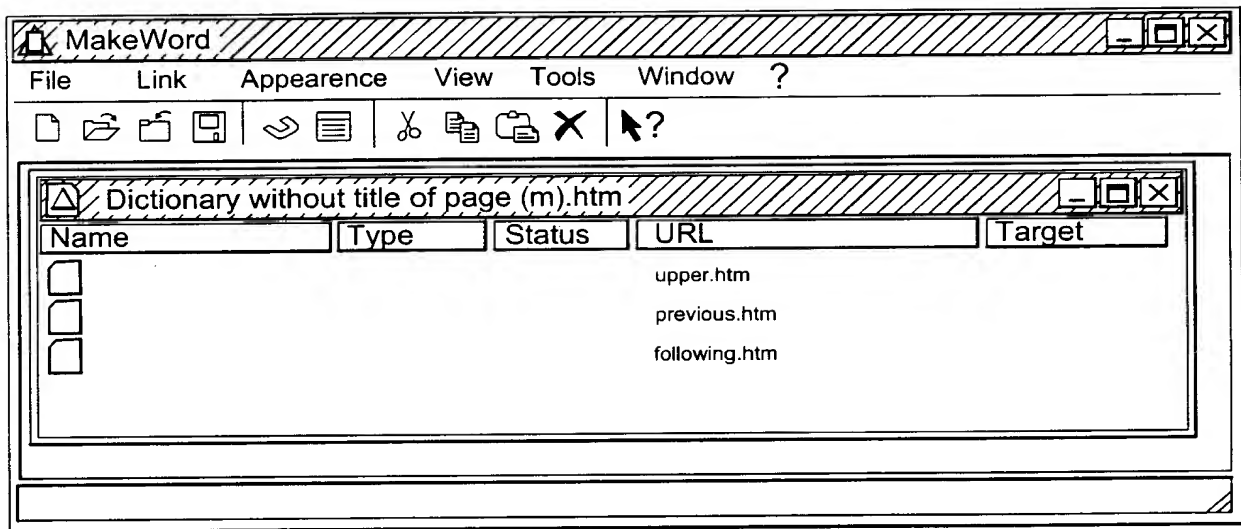 MakeWord
File Link Appearence View Tools Window ?
?
Dictionary without title of page (m).htm
Name Type Status URL Target
upper.htm
previous.htm
following.htm